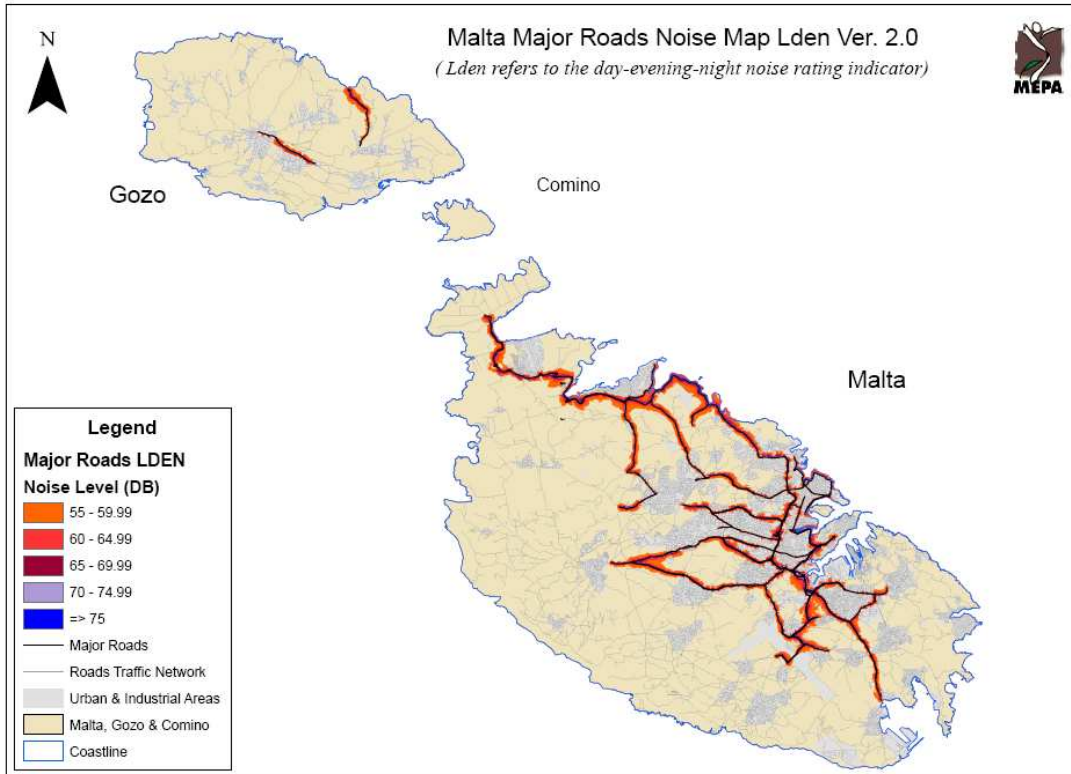 Malta Major Roads Noise Map Lden Ver. 2.0
( Lden refers to the day-evening-night noise rating indicator)
MEPA
N
Gozo
Comino
Malta
Legend
Major Roads LDEN
Noise Level (DB)
55 - 59.99
60 - 64.99
65 - 69.99
70 - 74.99
=> 75
Major Roads
Roads Traffic Network
Urban & Industrial Areas
Malta, Gozo & Comino
Coastline